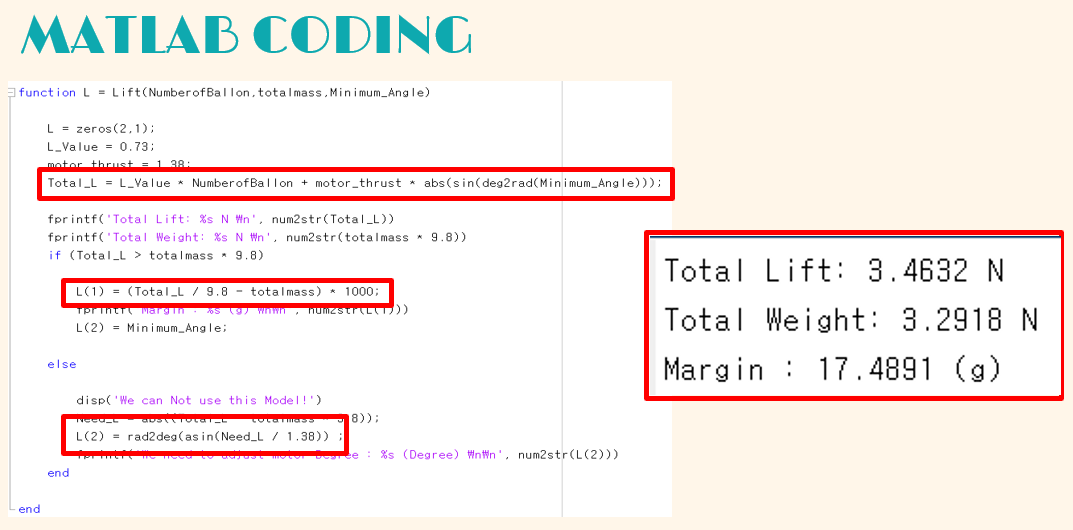 MATLAB CODING
function L = Lift(NumberofBallon,totalmass,Minimum_Angle)
L = zeros(2,1);
L_Value = 0.73;
motor_thrust = 1.38;
Total_L = L_Value * NumberofBallon + motor_thrust * abs(sin(deg2rad(Minimum_Angle)));
fprintf('Total Lift: %s N ₩n', num2str(Total_L))
fprintf('Total Weight: %s N ₩n', num2str(totalmass * 9.8))
if (Total_L > totalmass * 9.8)
L(1) = (Total_L / 9.8 - totalmass) * 1000;
fprintf('Margin : %s (g) ₩n₩n', num2str(L(1)))
L(2) = Minimum_Angle;
else
disp('We can Not use this Model!')
Need_L = abs((Total_L - totalmass * 9.8));
L(2) = rad2deg(asin(Need_L / 1.38)) ;
fprintf('We need to adjust motor Degree : %s (Degree) ₩n₩n', num2str(L(2)))
end
end
Total Lift: 3.4632 N
Total Weight: 3.2918 N
Margin : 17.4891 (g)